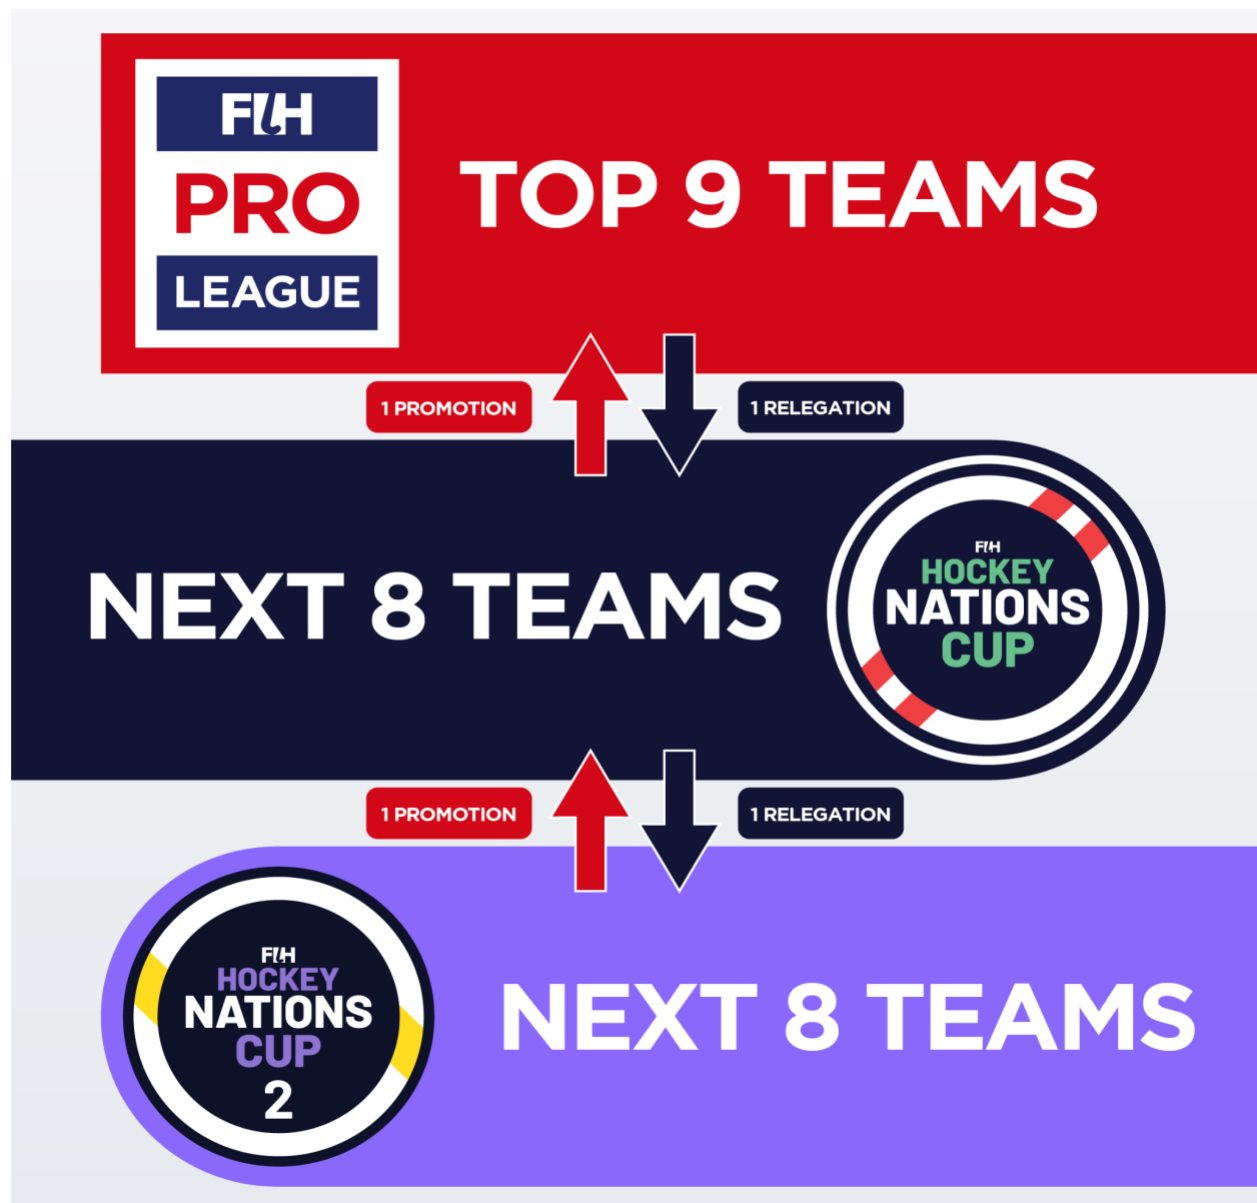 FIH
PRO
LEAGUE
TOP 9 TEAMS
1 PROMOTION
1 RELEGATION
NEXT 8 TEAMS
FIH
HOCKEY
NATIONS
CUP
1 PROMOTION
1 RELEGATION
FIH
HOCKEY
NATIONS
CUP
2
NEXT 8 TEAMS